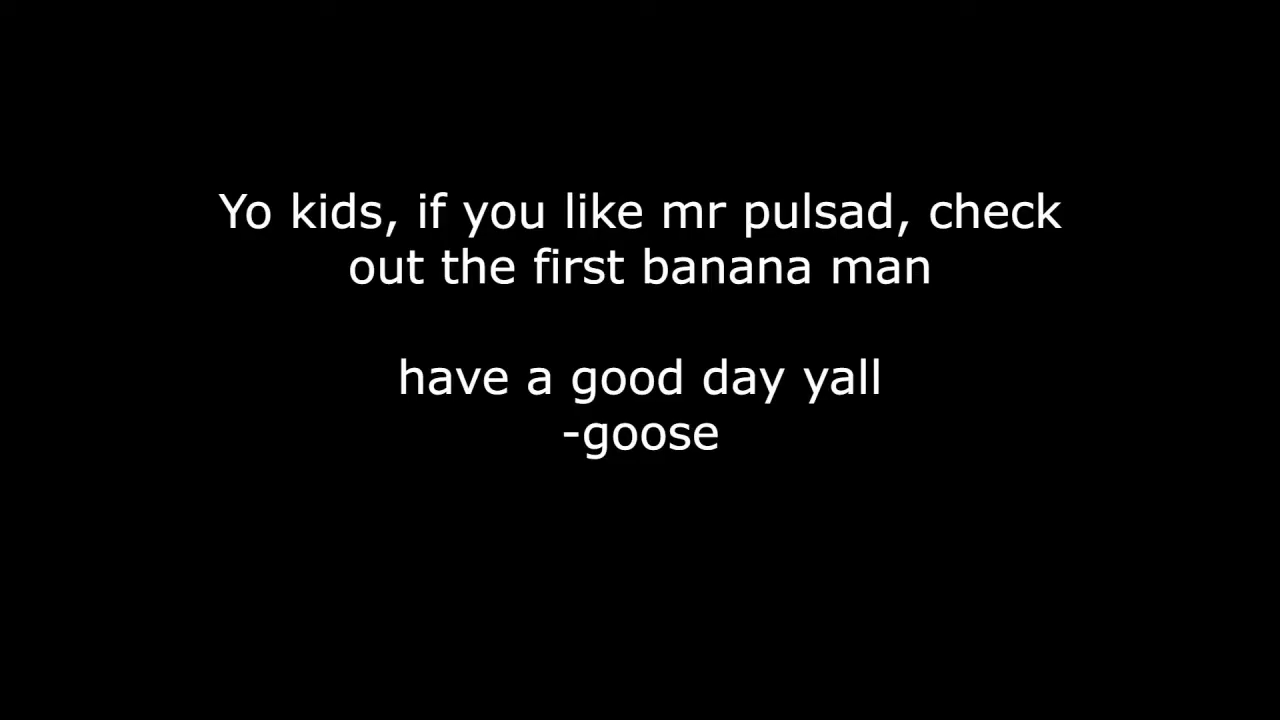 Yo kids, if you like mr pulsad, check
out the first banana man
have a good day yall
-goose